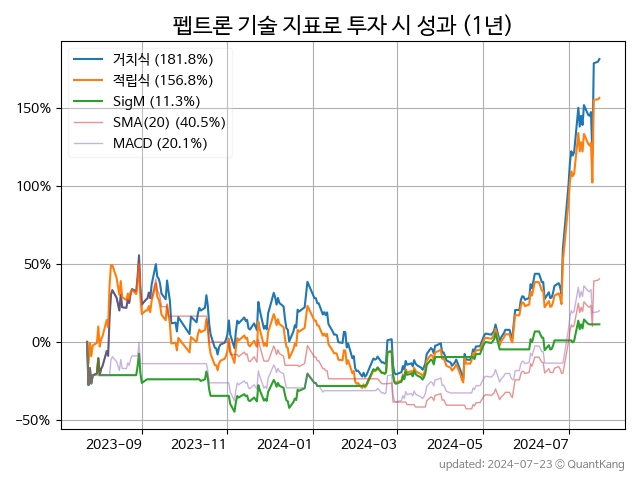 펩트론 기술 지표로 투자 시 성과 (1년)
거치식 (181.8%)
적립식 (156.8%)
SigM (11.3%)
SMA(20) (40.5%)
MACD (20.1%)
150%
100%
50%
0%
−50%
2023-09 2023-11 2024-01 2024-03 2024-05 2024-07
updated: 2024-07-23 © QuantKang